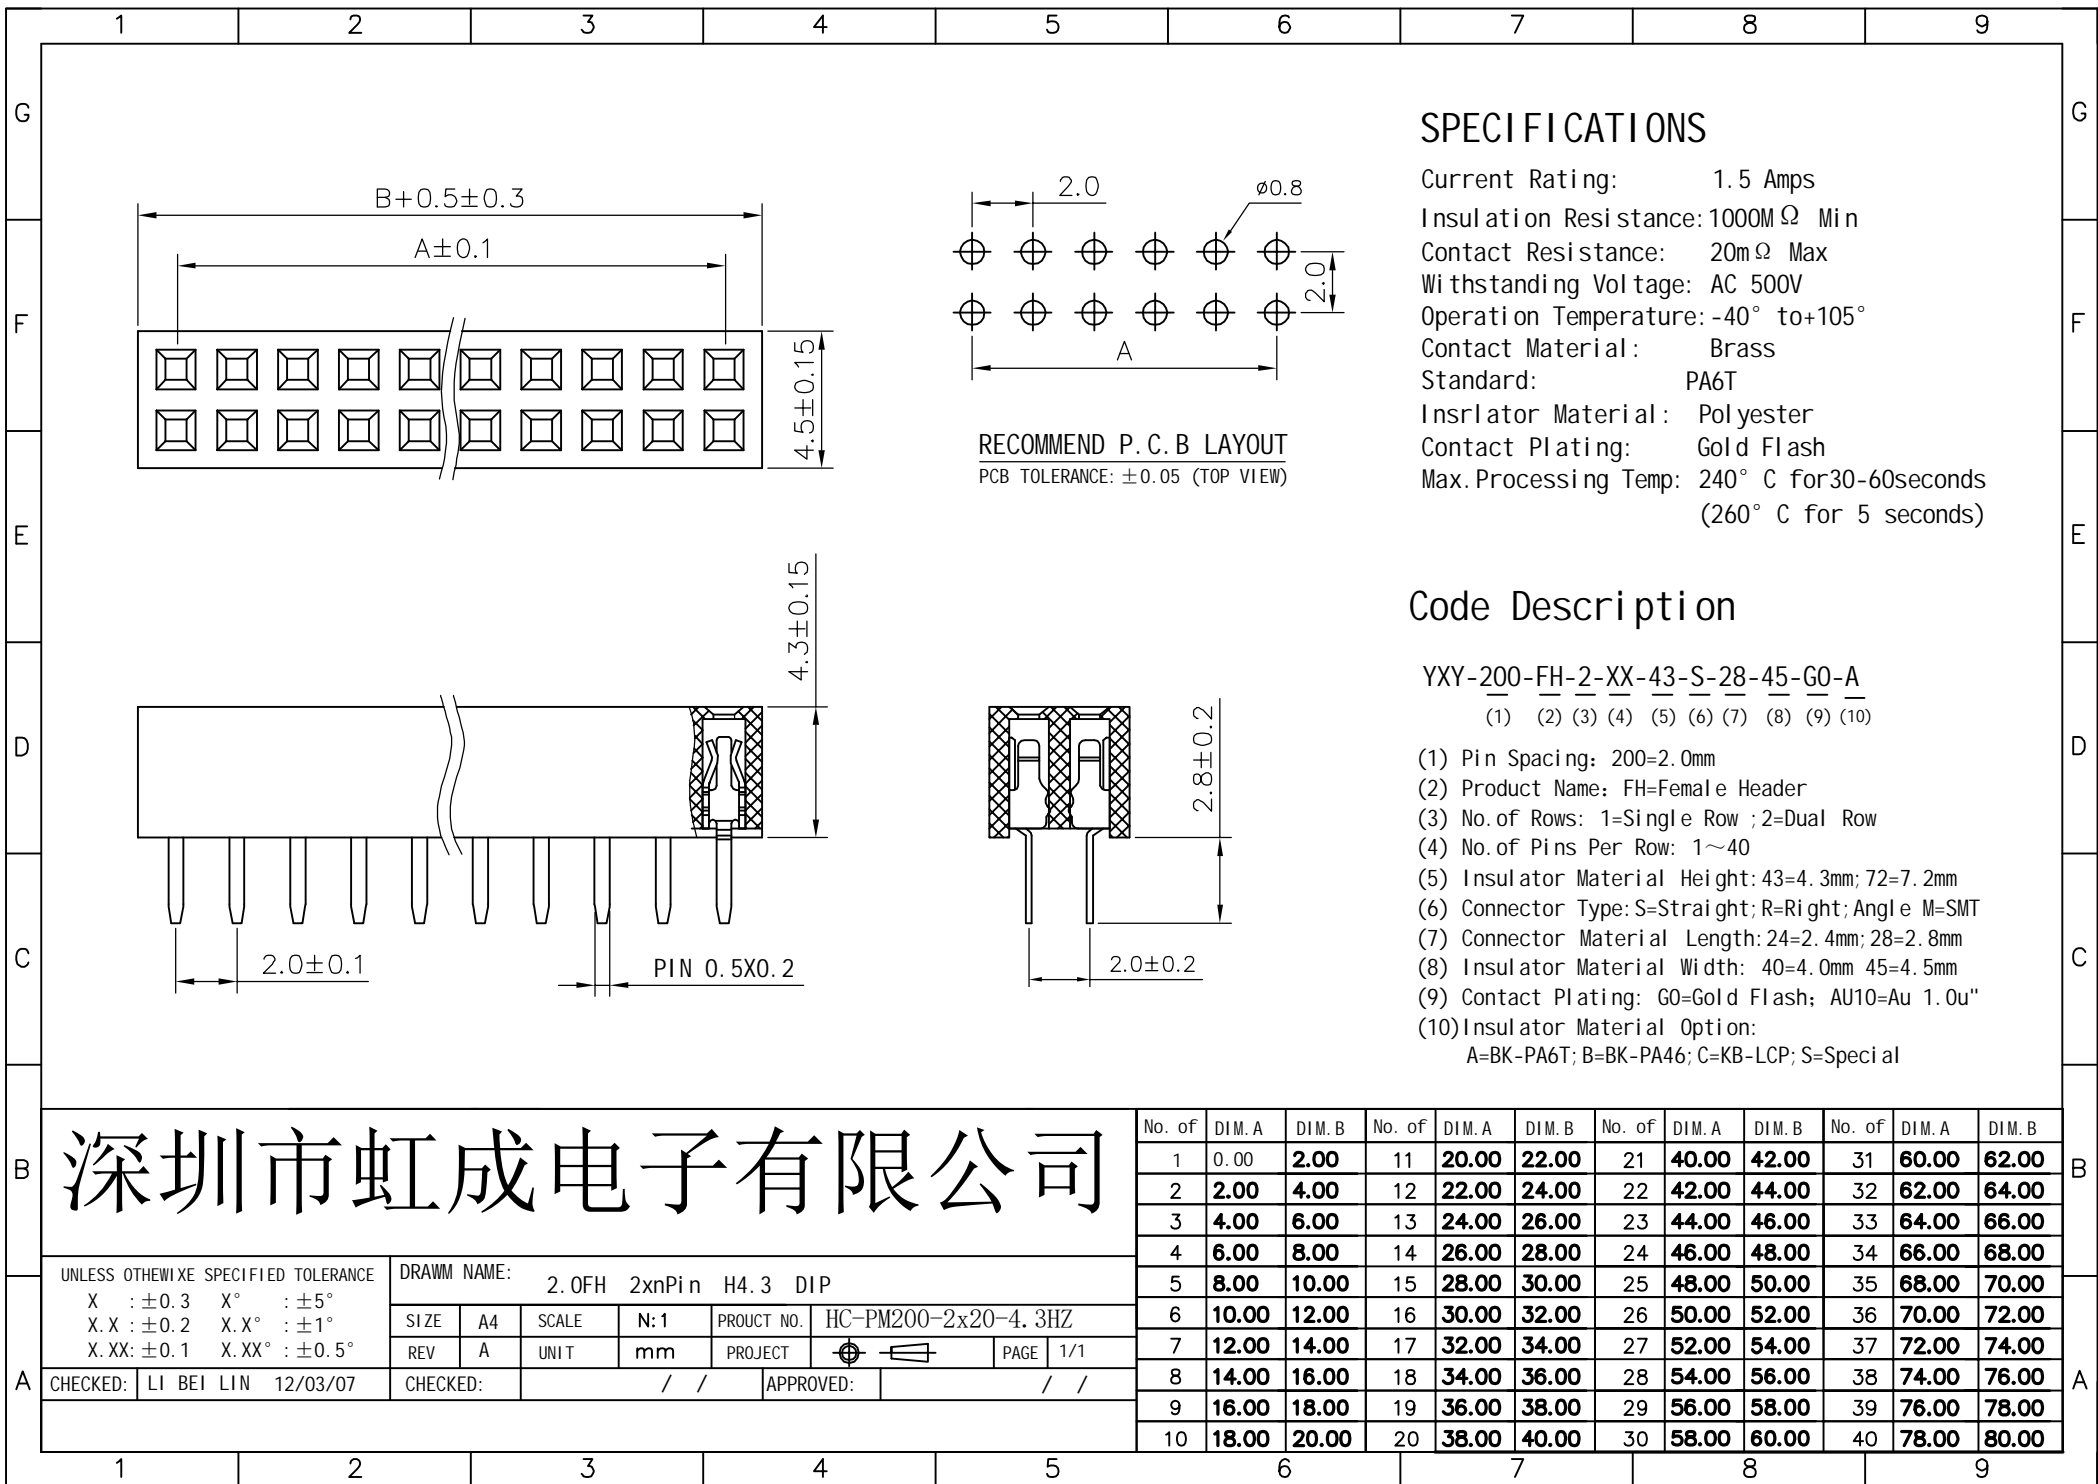 1 2 3 4 5 6 7 8 9
G
F
E
D
C
B
A
G
F
E
D
C
B
A
B+0.5±0.3
A±0.1
4.5±0.15
2.0
ø0.8
2.0
A
RECOMMEND P.C.B LAYOUT
PCB TOLERANCE: ±0.05 (TOP VIEW)
4.3±0.15
2.0±0.1
PIN 0.5X0.2
2.8±0.2
2.0±0.2
SPECIFICATIONS
Current Rating: 1.5 Amps
Insulation Resistance: 1000MΩ Min
Contact Resistance: 20mΩ Max
Withstanding Voltage: AC 500V
Operation Temperature: -40° to+105°
Contact Material: Brass
Standard: PA6T
Insrlator Material: Polyester
Contact Plating: Gold Flash
Max.Processing Temp: 240° C for30-60seconds
(260° C for 5 seconds)
Code Description
YXY-200-FH-2-XX-43-S-28-45-G0-A
(1) (2) (3) (4) (5) (6) (7) (8) (9) (10)
(1) Pin Spacing: 200=2.0mm
(2) Product Name: FH=Female Header
(3) No.of Rows: 1=Single Row ;2=Dual Row
(4) No.of Pins Per Row: 1～40
(5) Insulator Material Height:43=4.3mm;72=7.2mm
(6) Connector Type:S=Straight;R=Right;Angle M=SMT
(7) Connector Material Length:24=2.4mm;28=2.8mm
(8) Insulator Material Width: 40=4.0mm 45=4.5mm
(9) Contact Plating: G0=Gold Flash; AU10=Au 1.0u"
(10)Insulator Material Option:
A=BK-PA6T;B=BK-PA46;C=KB-LCP;S=Special
深圳市虹成电子有限公司
UNLESS OTHEWIXE SPECIFIED TOLERANCE
X :±0.3 X° :±5°
X.X :±0.2 X.X° :±1°
X.XX:±0.1 X.XX° :±0.5°
DRAWM NAME: 2.0FH 2xnPin H4.3 DIP
SIZE A4 SCALE N:1 PROUCT NO. HC-PM200-2x20-4.3HZ
REV A UNIT mm PROJECT PAGE 1/1
CHECKED: LI BEI LIN 12/03/07 CHECKED: / / APPROVED: / /
No. of DIM.A DIM.B No. of DIM.A DIM.B No. of DIM.A DIM.B No. of DIM.A DIM.B
1 0.00 2.00 11 20.00 22.00 21 40.00 42.00 31 60.00 62.00
2 2.00 4.00 12 22.00 24.00 22 42.00 44.00 32 62.00 64.00
3 4.00 6.00 13 24.00 26.00 23 44.00 46.00 33 64.00 66.00
4 6.00 8.00 14 26.00 28.00 24 46.00 48.00 34 66.00 68.00
5 8.00 10.00 15 28.00 30.00 25 48.00 50.00 35 68.00 70.00
6 10.00 12.00 16 30.00 32.00 26 50.00 52.00 36 70.00 72.00
7 12.00 14.00 17 32.00 34.00 27 52.00 54.00 37 72.00 74.00
8 14.00 16.00 18 34.00 36.00 28 54.00 56.00 38 74.00 76.00
9 16.00 18.00 19 36.00 38.00 29 56.00 58.00 39 76.00 78.00
10 18.00 20.00 20 38.00 40.00 30 58.00 60.00 40 78.00 80.00
1 2 3 4 5 6 7 8 9